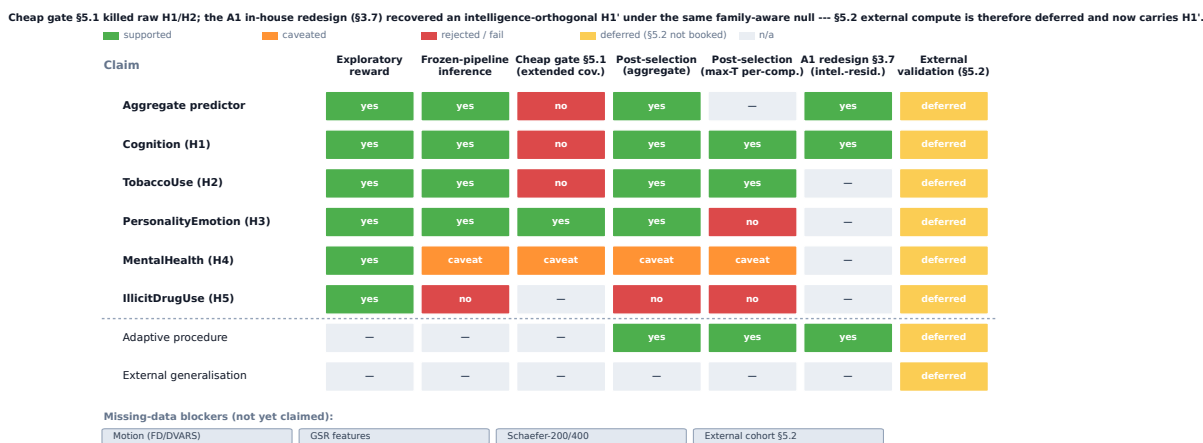 Cheap gate §5.1 killed raw H1/H2; the A1 in-house redesign (§3.7) recovered an intelligence-orthogonal H1' under the same family-aware null --- §5.2 external compute is therefore deferred and now carries H1'.
supported caveated rejected / fail deferred (§5.2 not booked) n/a
Claim Exploratory reward Frozen-pipeline inference Cheap gate §5.1 (extended cov.) Post-selection (aggregate) Post-selection (max-T per-comp.) A1 redesign §3.7 (intel.-resid.) External validation (§5.2)
Aggregate predictor yes yes no yes — yes deferred
Cognition (H1) yes yes no yes yes yes deferred
TobaccoUse (H2) yes yes no yes yes — deferred
PersonalityEmotion (H3) yes yes yes yes no — deferred
MentalHealth (H4) yes caveat caveat caveat caveat — deferred
IllicitDrugUse (H5) yes no — no no — deferred
Adaptive procedure — — — yes yes yes deferred
External generalisation — — — — — — deferred
Missing-data blockers (not yet claimed):
Motion (FD/DVARS) GSR features Schaefer-200/400 External cohort §5.2